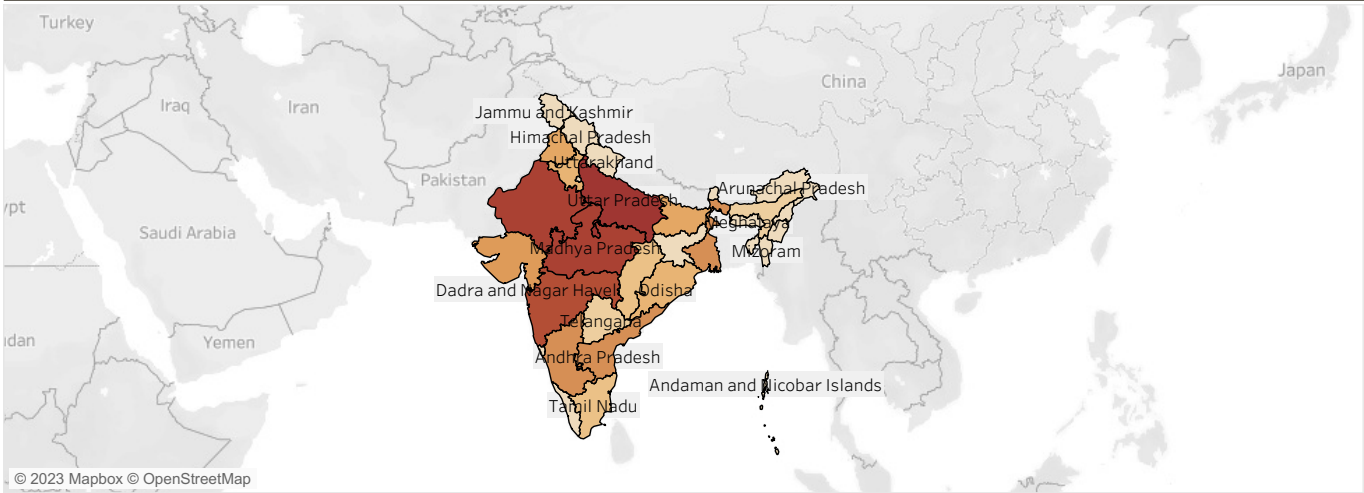 Turkey
Japan
China
Iraq
Iran
Jammu and Kashmir
Himachal Pradesh
Uttarakhand
Pakistan
Arunachal Pradesh
ypt
Uttar Pradesh
Meghalaya
Saudi Arabia
Madhya Pradesh
Mizoram
Dadra and Nagar Haveli
Odisha
Telangana
dan
Yemen
Andhra Pradesh
Andaman and Nicobar Islands
Tamil Nadu
© 2023 Mapbox © OpenStreetMap